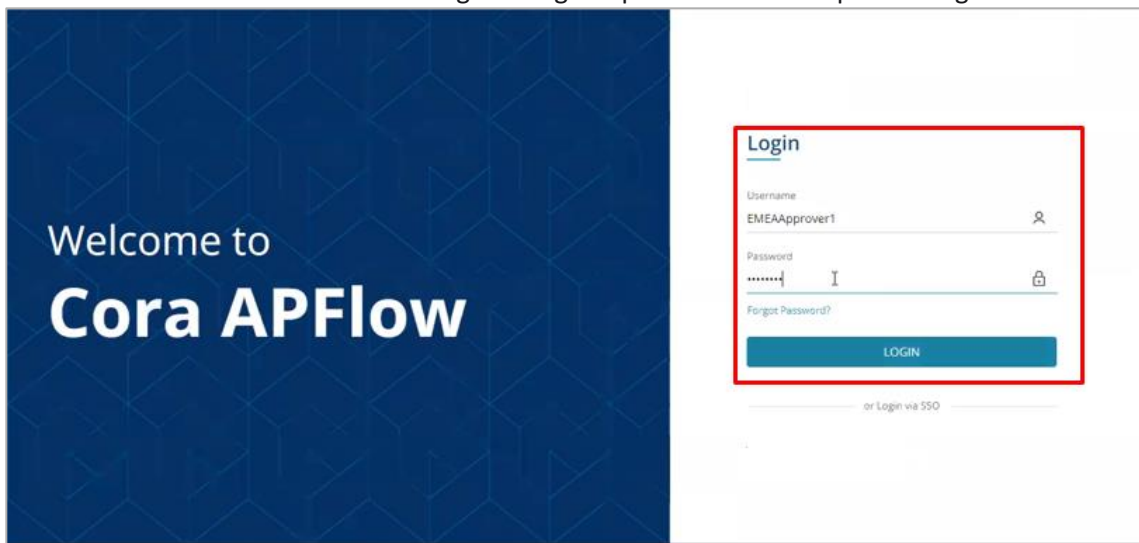 Welcome to
Cora APFlow
Login
Username
EMEAApprover1
Password
••••••••
Forgot Password?
LOGIN
or Login via SSO